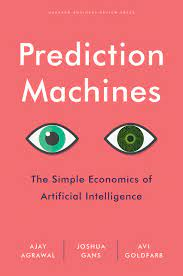 HARVARD BUSINESS REVIEW PRESS
Prediction
Machines
The Simple Economics of
Artificial Intelligence
AJAY
AGRAWAL
JOSHUA
GANS
AVI
GOLDFARB